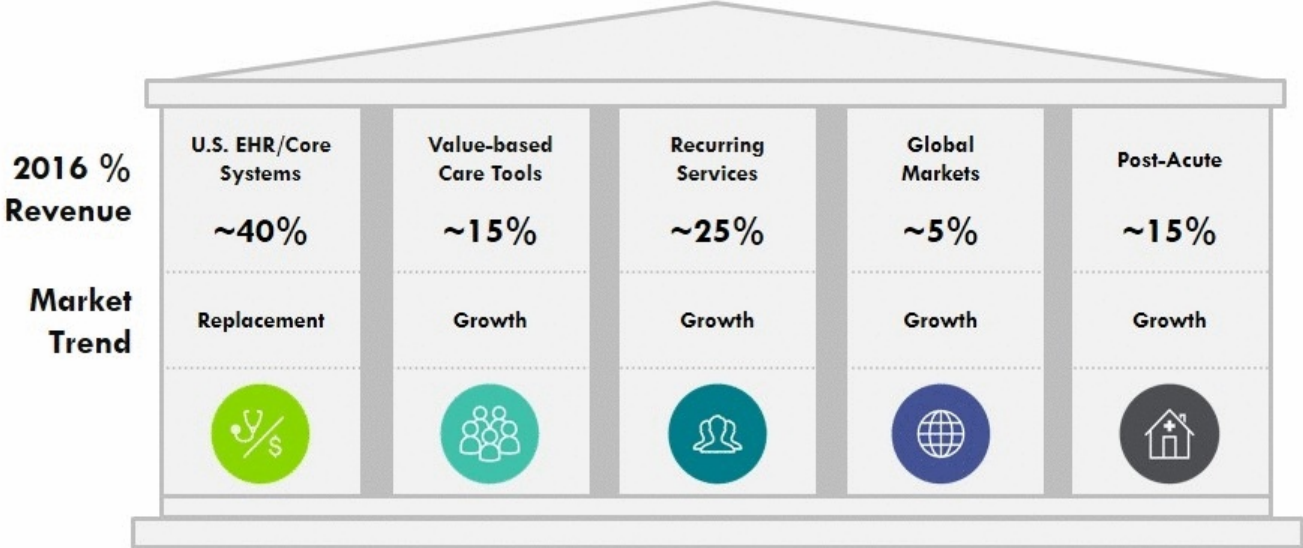 2016 %
Revenue
U.S. EHR/Core
Systems
~40%
Value-based
Care Tools
~15%
Recurring
Services
~25%
Global
Markets
~5%
Post-Acute
~15%
Market
Trend
Replacement
Growth
Growth
Growth
Growth
$